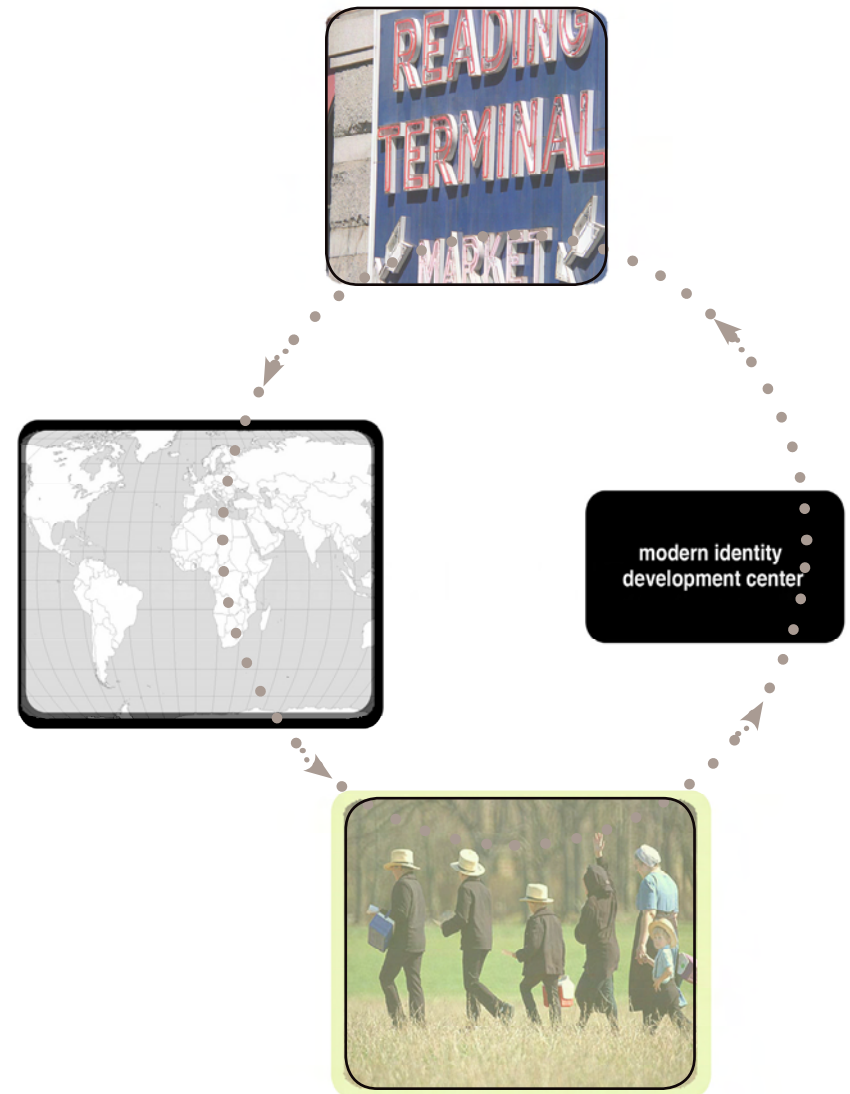 READING
TERMINAL
MARKET
modern identity
development center